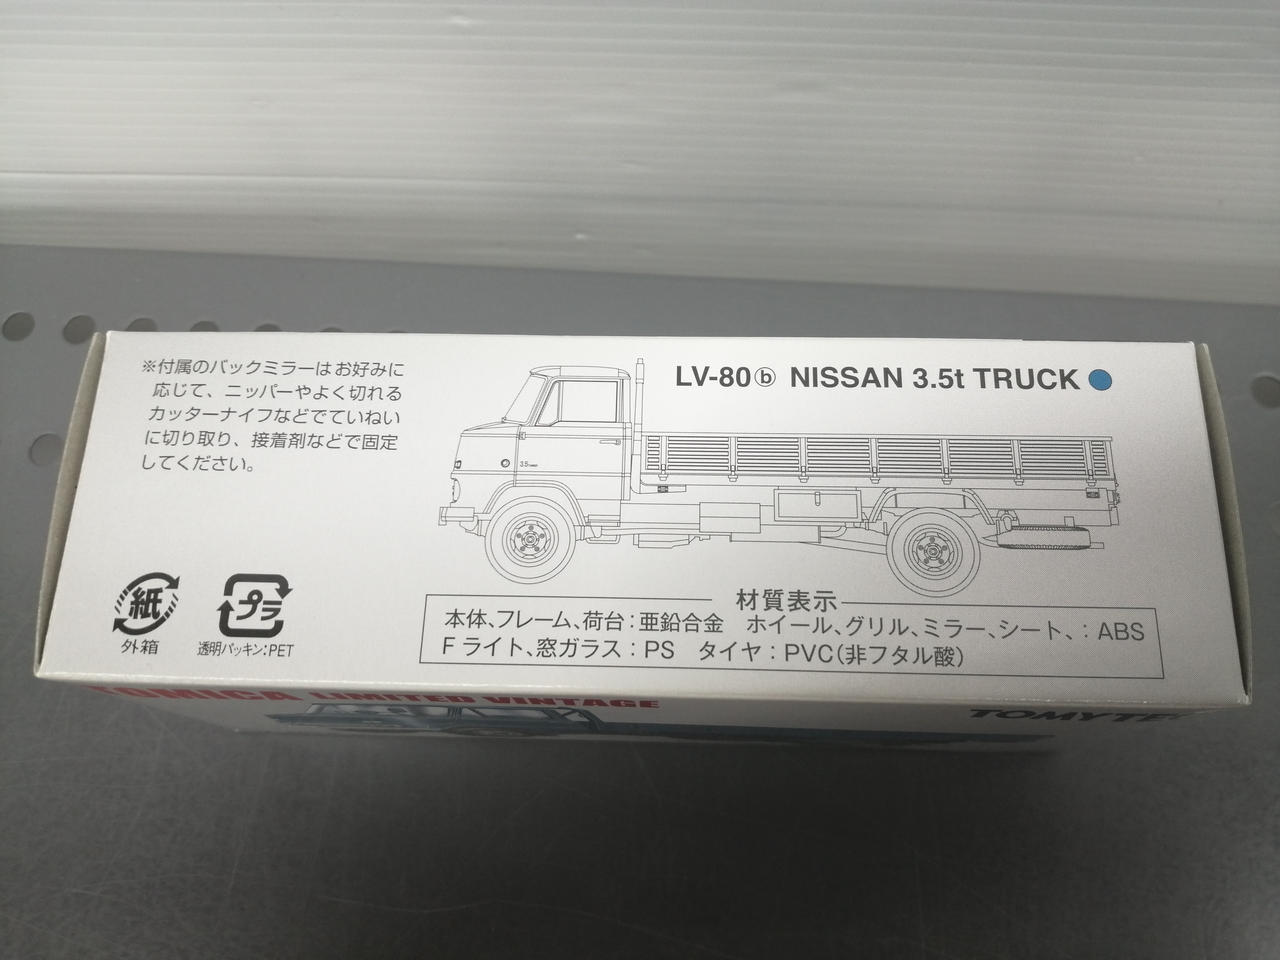 ※付属のバックミラーはお好みに
応じて、ニッパーやよく切れる
カッターナイフなどでていねい
に切り取り、接着剤などで固定
してください。
LV-80ⓑ NISSAN 3.5t TRUCK
紙
外箱
プラ
透明パッキン:PET
材質表示
本体、フレーム、荷台:亜鉛合金 ホイール、グリル、ミラー、シート、:ABS
Fライト、窓ガラス:PS タイヤ:PVC(非フタル酸)
TOMICA LIMITED VINTAGE
TOMYTEC